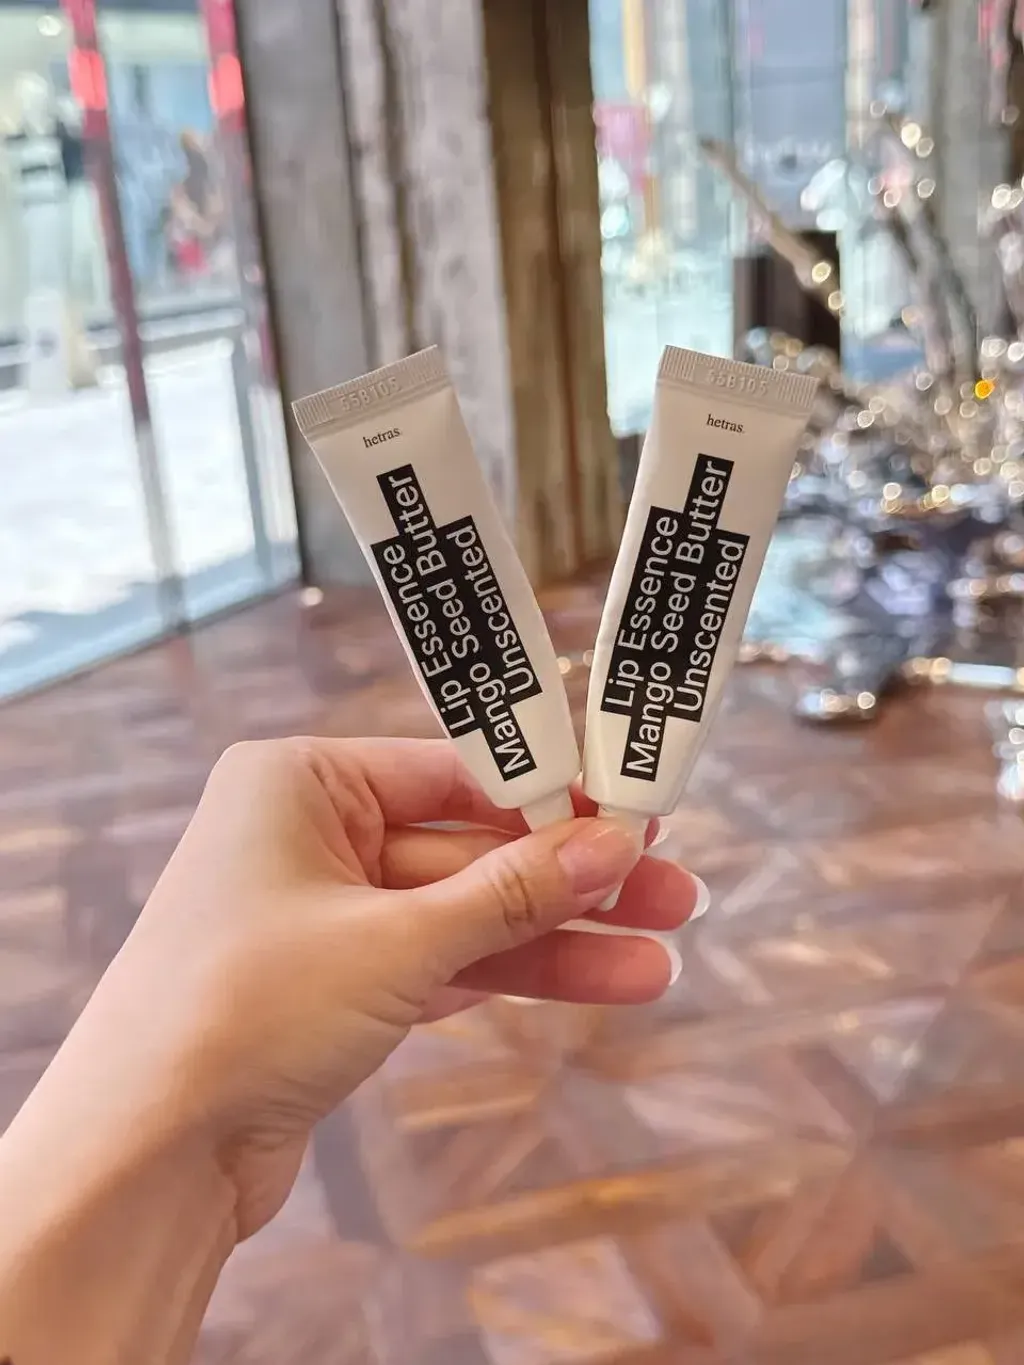 55B105
hetras.
Lip Essence
Mango Seed Butter
Unscented
55B105
hetras.
Lip Essence
Mango Seed Butter
Unscented